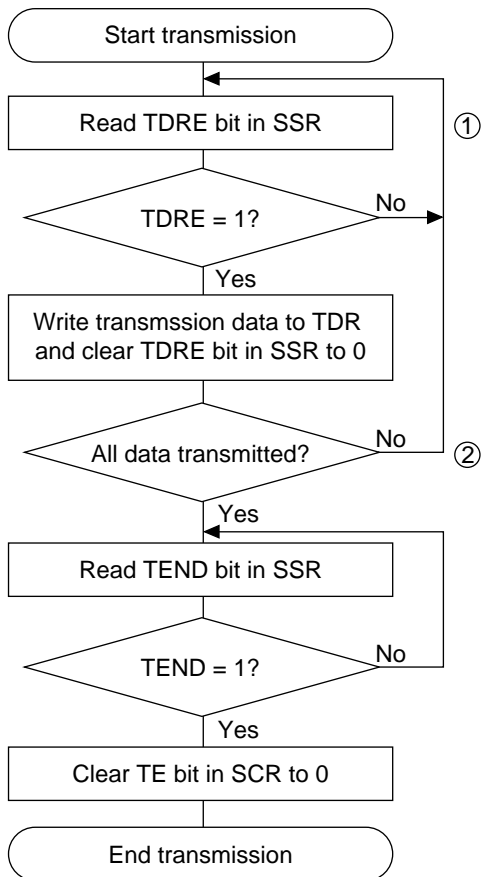 Start transmission
Read TDRE bit in SSR
①
TDRE = 1?
No
Yes
Write transmssion data to TDR
and clear TDRE bit in SSR to 0
All data transmitted?
No
②
Yes
Read TEND bit in SSR
TEND = 1?
No
Yes
Clear TE bit in SCR to 0
End transmission